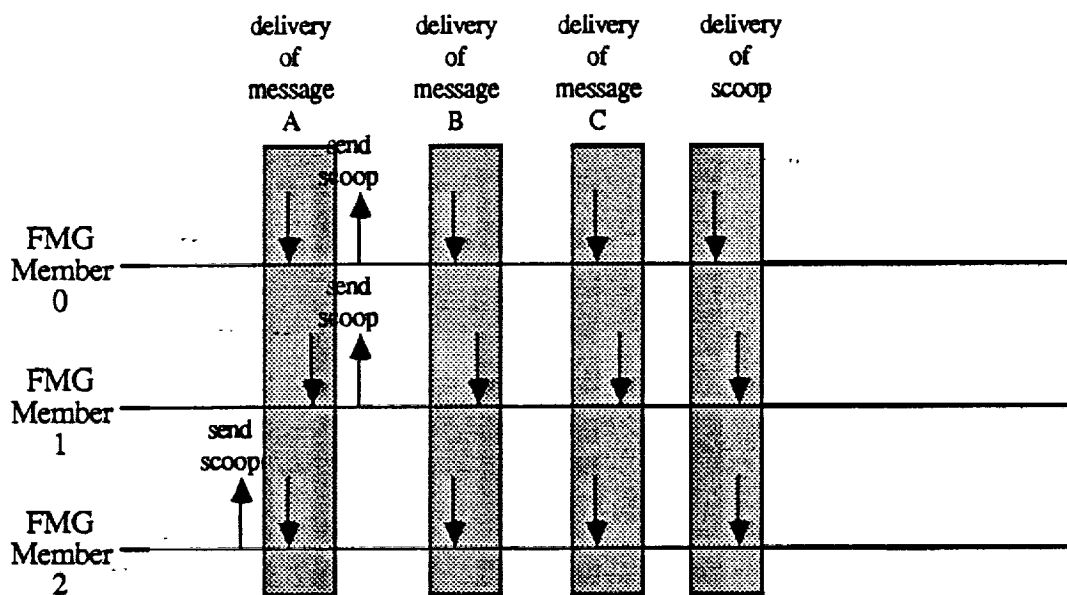 delivery
of
message
A
delivery
of
message
B
delivery
of
message
C
delivery
of
scoop
send
scoop
FMG
Member
0
send
scoop
FMG
Member
1
send
scoop
FMG
Member
2